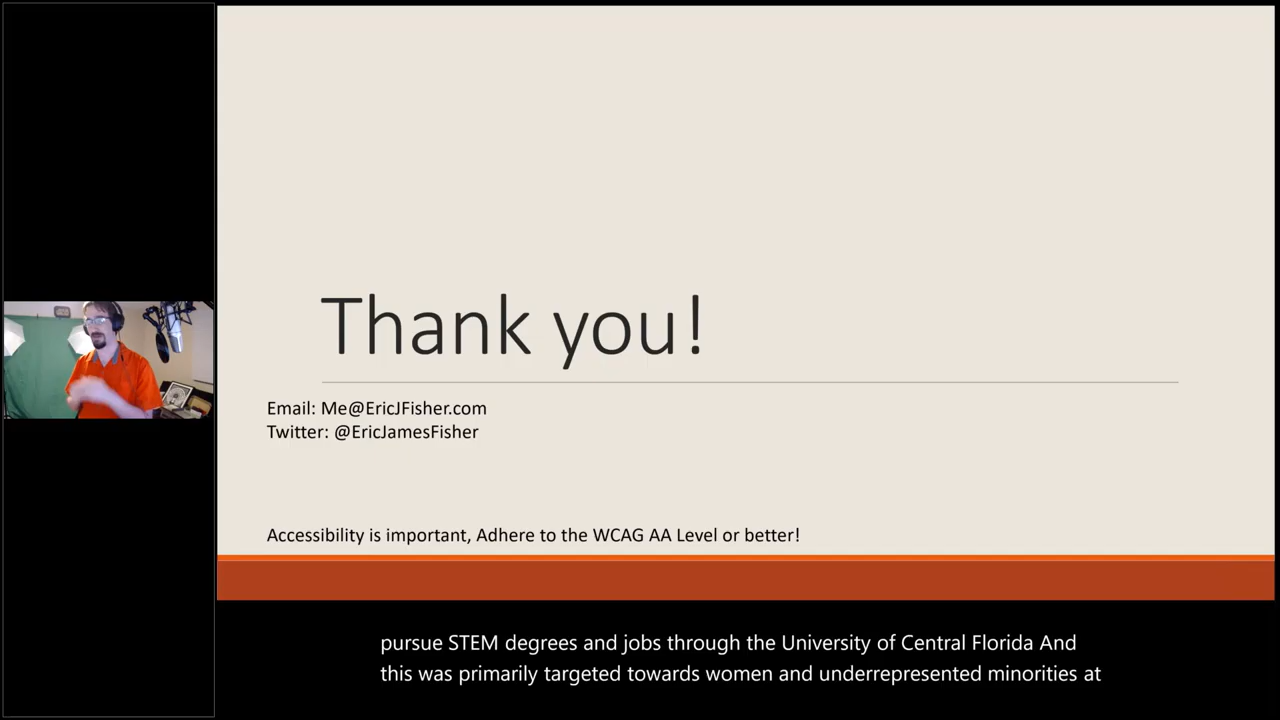 Thank you!
Email: Me@EricJFisher.com
Twitter: @EricJamesFisher
Accessibility is important, Adhere to the WCAG AA Level or better!
pursue STEM degrees and jobs through the University of Central Florida And
this was primarily targeted towards women and underrepresented minorities at